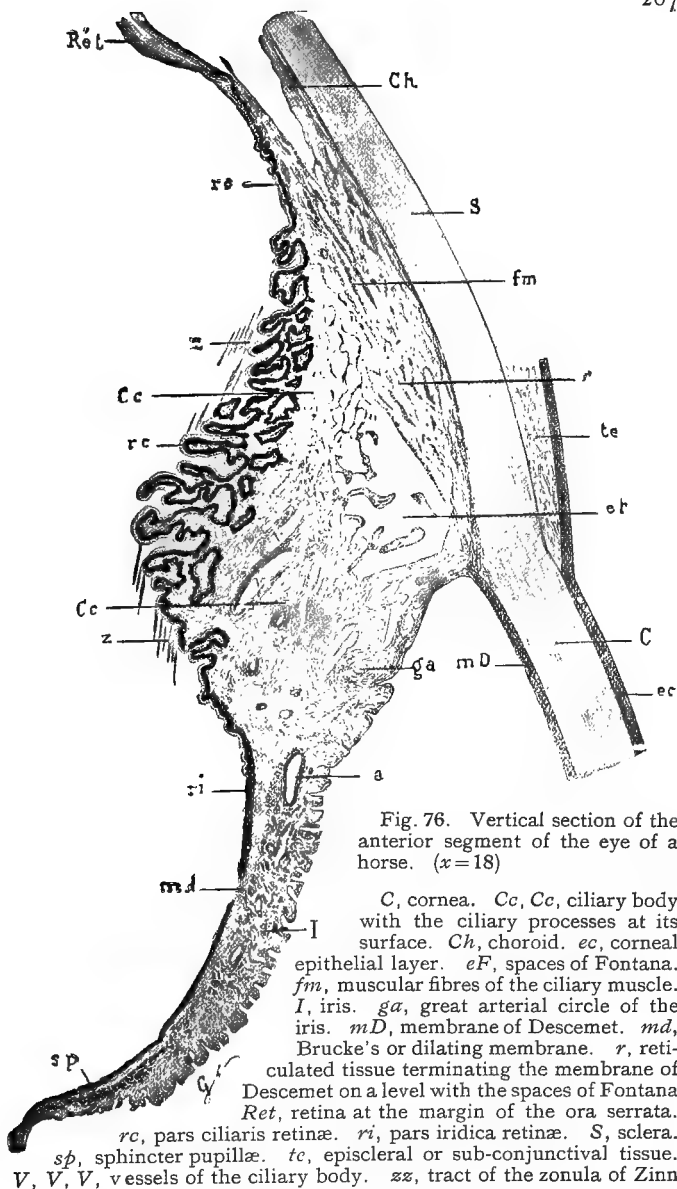 Ret
Ch
rc
S
fm
z
Cc
r
rc
te
Cc
C
z
ga mD
ec
a
ri
md
I
sp
Fig. 76. Vertical section of the
anterior segment of the eye of a
horse. (x=18)
C, cornea. Cc, Cc, ciliary body
with the ciliary processes at its
surface. Ch, choroid. ec, corneal
epithelial layer. eF, spaces of Fontana.
fm, muscular fibres of the ciliary muscle.
I, iris. ga, great arterial circle of the
iris. mD, membrane of Descemet. md,
Brucke's or dilating membrane. r, reti-
culated tissue terminating the membrane of
Descemet on a level with the spaces of Fontana
Ret, retina at the margin of the ora serrata.
rc, pars ciliaris retinæ. ri, pars iridica retinæ. S, sclera.
sp, sphincter pupillæ. te, episcleral or sub-conjunctival tissue.
V, V, V, vessels of the ciliary body. zz, tract of the zonula of Zinn